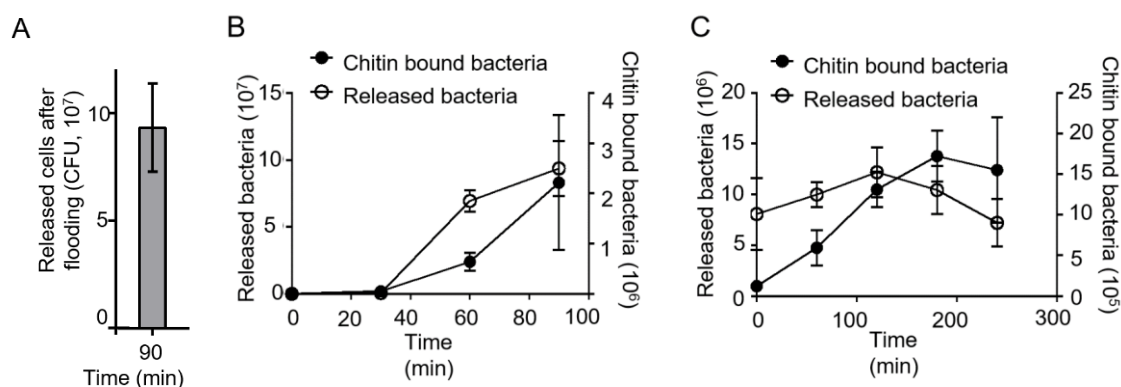 A
Released cells after
flooding (CFU, 10⁷)
10
5
0
90
Time (min)
B
Chitin bound bacteria
Released bacteria
Released bacteria (10⁷)
15
10
5
0
0 20 40 60 80 100
Time
(min)
4
3
2
1
Chitin bound
bacteria (10⁶)
C
Chitin bound bacteria
Released bacteria
Released bacteria (10⁶)
20
15
10
5
0
0 100 200 300
Time
(min)
25
20
15
10
5
0
Chitin bound
bacteria (10⁵)